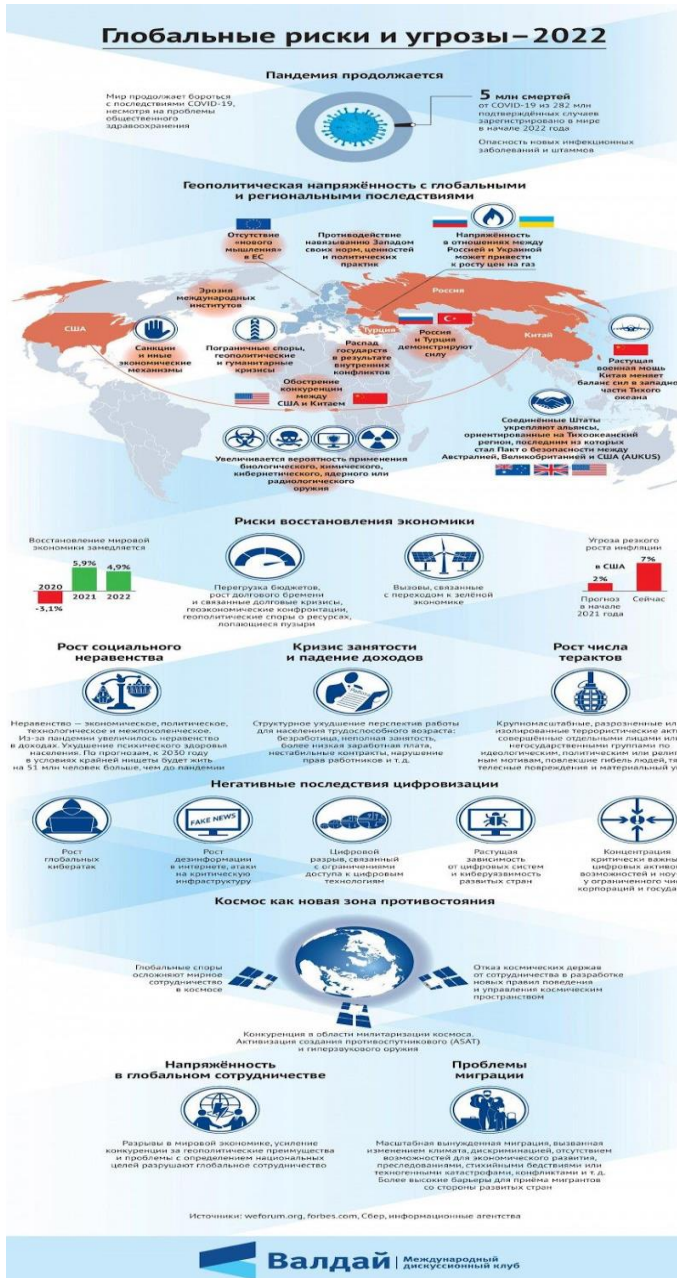 Глобальные риски и угрозы–2022
Пандемия продолжается
Мир продолжает бороться
с последствиями COVID-19,
несмотря на проблемы
общественного
здравоохранения
5 млн смертей
от COVID-19 из 282 млн
подтверждённых случаев
зарегистрировано в мире
в начале 2022 года
Опасность новых инфекционных
заболеваний и штаммов
Геополитическая напряжённость с глобальными
и региональными последствиями
Отсутствие
«нового
мышления»
в ЕС
Противодействие
навязыванию Западом
своих норм, ценностей
и политических
практик
Напряжённость
в отношениях между
Россией и Украиной
может привести
к росту цен на газ
Эрозия
международных
институтов
Россия
США
Турция
Китай
Санкции
и иные
экономические
механизмы
Пограничные споры,
геополитические
и гуманитарные
кризисы
Распад
государств
в результате
внутренних
конфликтов
Россия
и Турция
демонстрируют
силу
Растущая
военная мощь
Китая меняет
баланс сил в западно
части Тихого
океана
Обострение
конкуренции
между
США и Китаем
Соединённые Штаты
укрепляют альянсы,
ориентированные на Тихоокеанский
регион, последним из которых
стал Пакт о безопасности между
Австралией, Великобританией и США (AUKUS)
Увеличивается вероятность применения
биологического, химического,
кибернетического, ядерного или
радиологического
оружия
Риски восстановления экономики
Восстановление мировой
экономики замедляется
2020
-3,1%
5,9%
2021
4,9%
2022
Перегрузка бюджетов,
рост долгового бремени
и связанные долговые кризисы,
геоэкономические конфронтации,
геополитические споры о ресурсах,
лопающиеся пузыри
Вызовы, связанные
с переходом к зелёной
экономике
Угроза резкого
роста инфляции
в США
2%
7%
Прогноз
в начале
2021 года
Сейчас
Рост социального
неравенства
Неравенство — экономическое, политическое,
технологическое и межпоколенческое.
Из-за пандемии увеличилось неравенство
в доходах. Ухудшение психического здоровья
населения. По прогнозам, к 2030 году
в условиях крайней нищеты будет жить
на 51 млн человек больше, чем до пандемии
Кризис занятости
и падение доходов
Структурное ухудшение перспектив работы
для населения трудоспособного возраста:
безработица, неполная занятость,
более низкая заработная плата,
нестабильные контракты, нарушение
прав работников и т. д.
Рост числа
терактов
Крупномасштабные, разрозненные ил
изолированные террористические акт
совершённые отдельными лицами или
негосударственными группами по
идеологическим, политическим или религи
ным мотивам, повлекшие гибель людей, тя
телесные повреждения и материальный у
Негативные последствия цифровизации
Рост
глобальных
кибератак
FAKE NEWS
Рост
дезинформации
в интернете, атаки
на критическую
инфраструктуру
Цифровой
разрыв, связанный
с ограничениями
доступа к цифровым
технологиям
Растущая
зависимость
от цифровых систем
и киберуязвимость
развитых стран
Концентрация
критически важны
цифровых активо
возможностей и ноу-
у ограниченного чис
корпораций и государ
Космос как новая зона противостояния
Глобальные споры
осложняют мирное
сотрудничество
в космосе
Отказ космических держав
от сотрудничества в разработке
новых правил поведения
и управления космическим
пространством
Конкуренция в области милитаризации космоса.
Активизация создания противоспутникового (ASAT)
и гиперзвукового оружия
Напряжённость
в глобальном сотрудничестве
Разрывы в мировой экономике, усиление
конкуренции за геополитические преимущества
и проблемы с определением национальных
целей разрушают глобальное сотрудничество
Проблемы
миграции
Масштабная вынужденная миграция, вызванная
изменением климата, дискриминацией, отсутствием
возможностей для экономического развития,
преследованиями, стихийными бедствиями или
техногенными катастрофами, конфликтами и т. д.
Более высокие барьеры для приёма мигрантов
со стороны развитых стран
Источники: weforum.org, forbes.com, Сбер, информационные агентства
Валдай
Международный
дискуссионный клуб